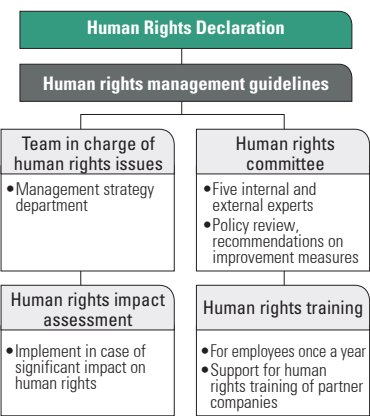 Human Rights Declaration
Human rights management guidelines
Team in charge of
human rights issues
•Management strategy
department
Human rights
committee
•Five internal and
external experts
•Policy review,
recommendations on
improvement measures
Human rights impact
assessment
•Implement in case of
significant impact on
human rights
Human rights training
•For employees once a year
•Support for human
rights training of partner
companies